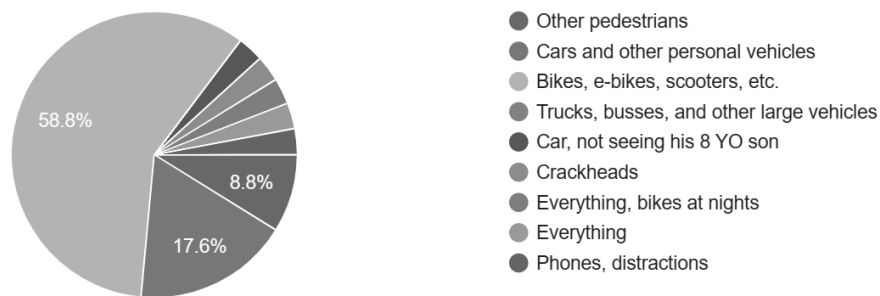 58.8%
8.8%
17.6%
Other pedestrians
Cars and other personal vehicles
Bikes, e-bikes, scooters, etc.
Trucks, busses, and other large vehicles
Car, not seeing his 8 YO son
Crackheads
Everything, bikes at nights
Everything
Phones, distractions